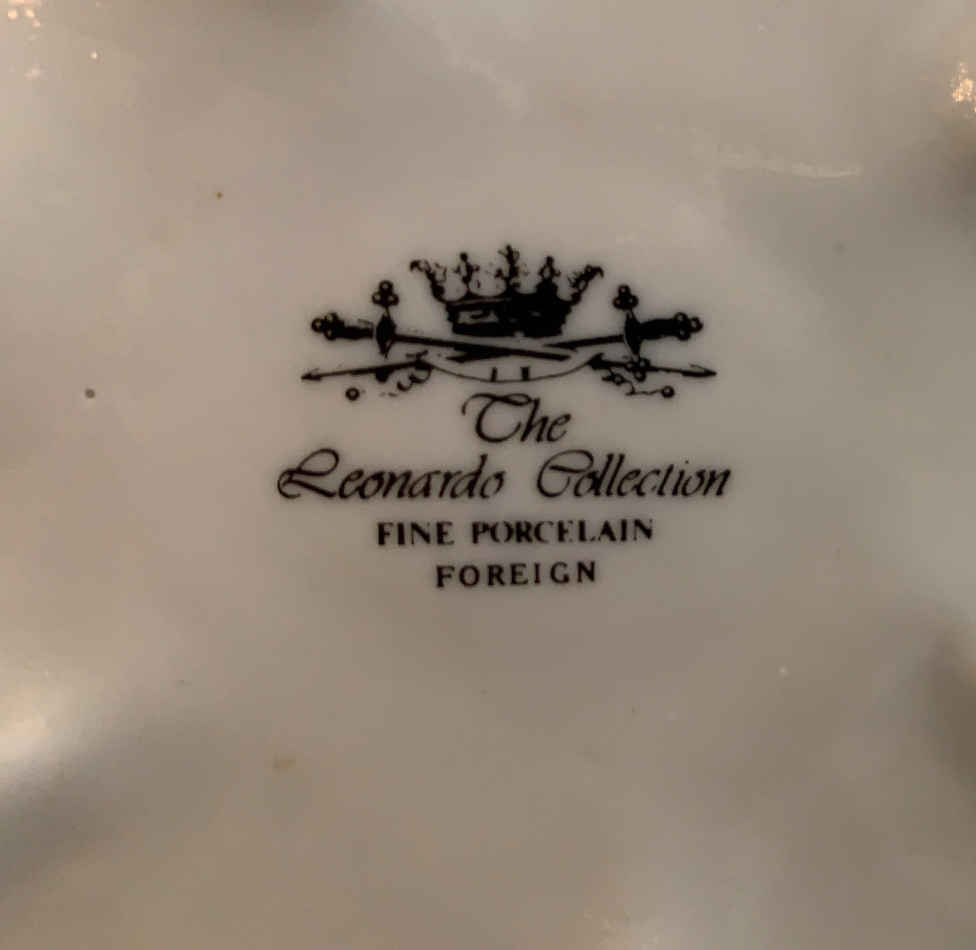 The
Leonardo Collection
FINE PORCELAIN
FOREIGN